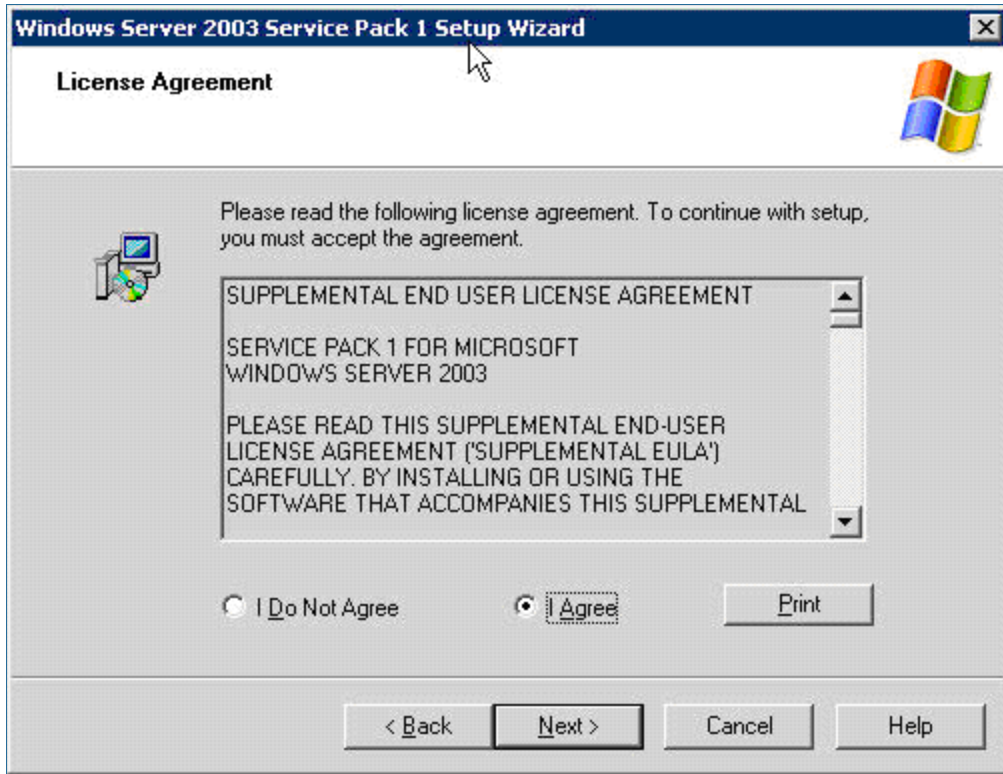 Windows Server 2003 Service Pack 1 Setup Wizard
License Agreement
Please read the following license agreement. To continue with setup,
you must accept the agreement.
SUPPLEMENTAL END USER LICENSE AGREEMENT
SERVICE PACK 1 FOR MICROSOFT
WINDOWS SERVER 2003
PLEASE READ THIS SUPPLEMENTAL END-USER
LICENSE AGREEMENT ('SUPPLEMENTAL EULA')
CAREFULLY. BY INSTALLING OR USING THE
SOFTWARE THAT ACCOMPANIES THIS SUPPLEMENTAL
I Do Not Agree I Agree Print
< Back Next > Cancel Help